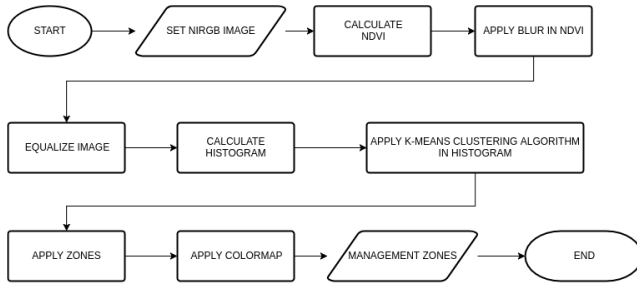 START
SET NIRGB IMAGE
CALCULATE
NDVI
APPLY BLUR IN NDVI
EQUALIZE IMAGE
CALCULATE
HISTOGRAM
APPLY K-MEANS CLUSTERING ALGORITHM
IN HISTOGRAM
APPLY ZONES
APPLY COLORMAP
MANAGEMENT ZONES
END